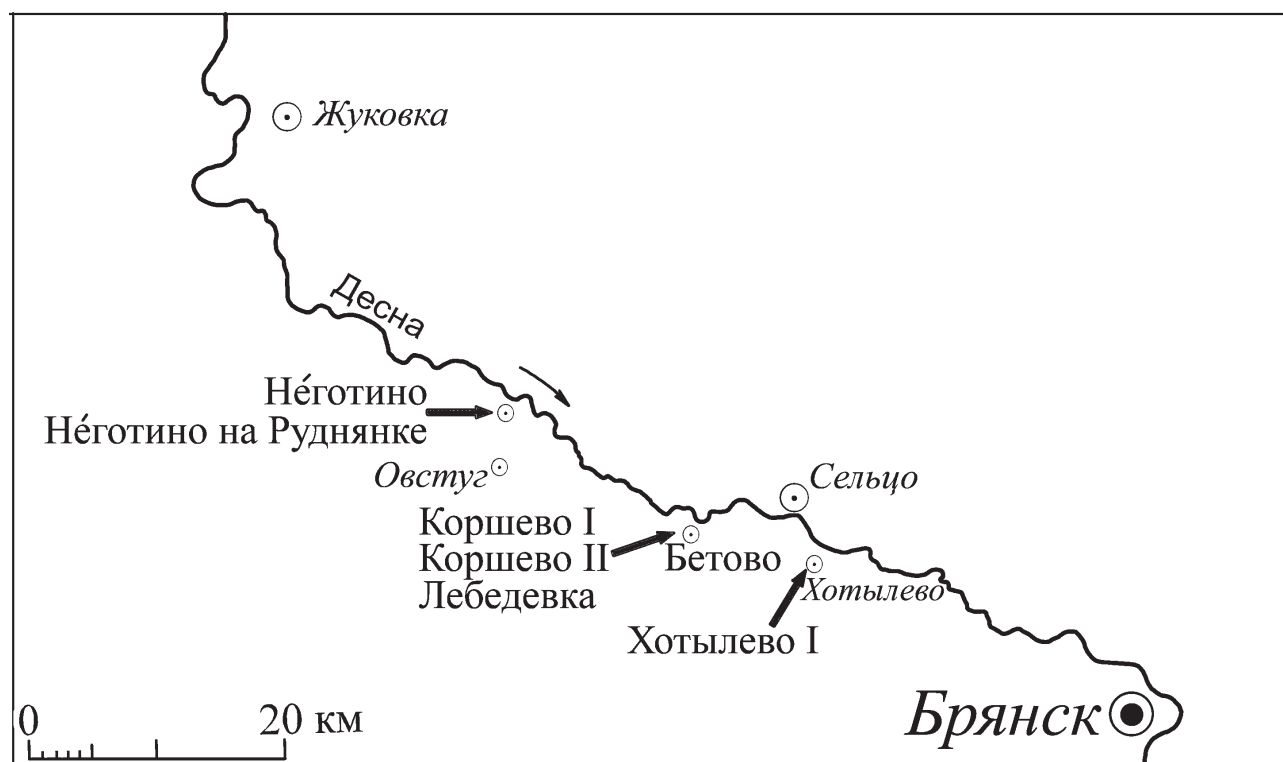 Жуковка
Десна
Не́готино
Не́готино на Руднянке
Овстуг
Сельцо
Коршево I
Коршево II
Бетово
Лебедевка
Хотылево
Хотылево I
Брянск
0 20 км